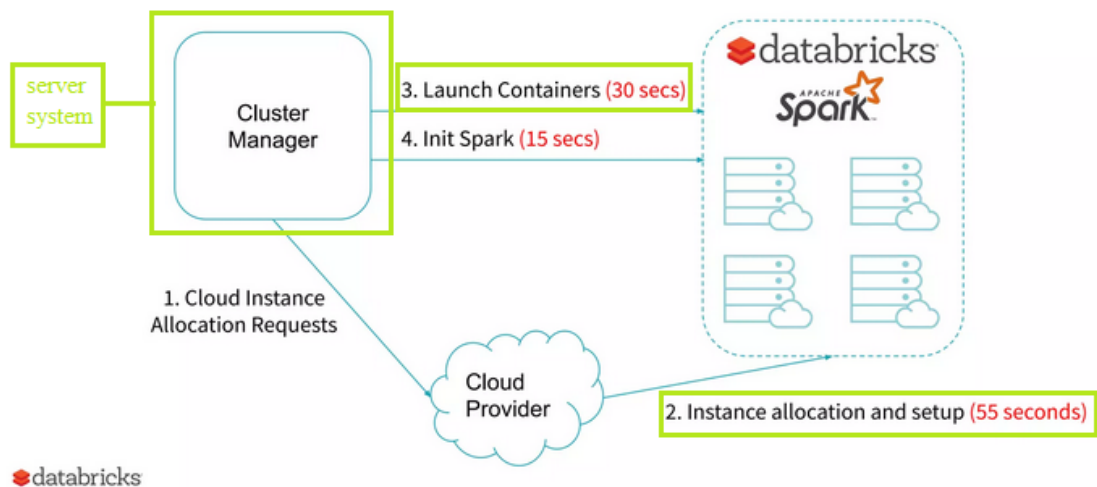 databricks
APACHE
Spark™
server
system
Cluster
Manager
3. Launch Containers (30 secs)
4. Init Spark (15 secs)
1. Cloud Instance
Allocation Requests
Cloud
Provider
2. Instance allocation and setup (55 seconds)
databricks